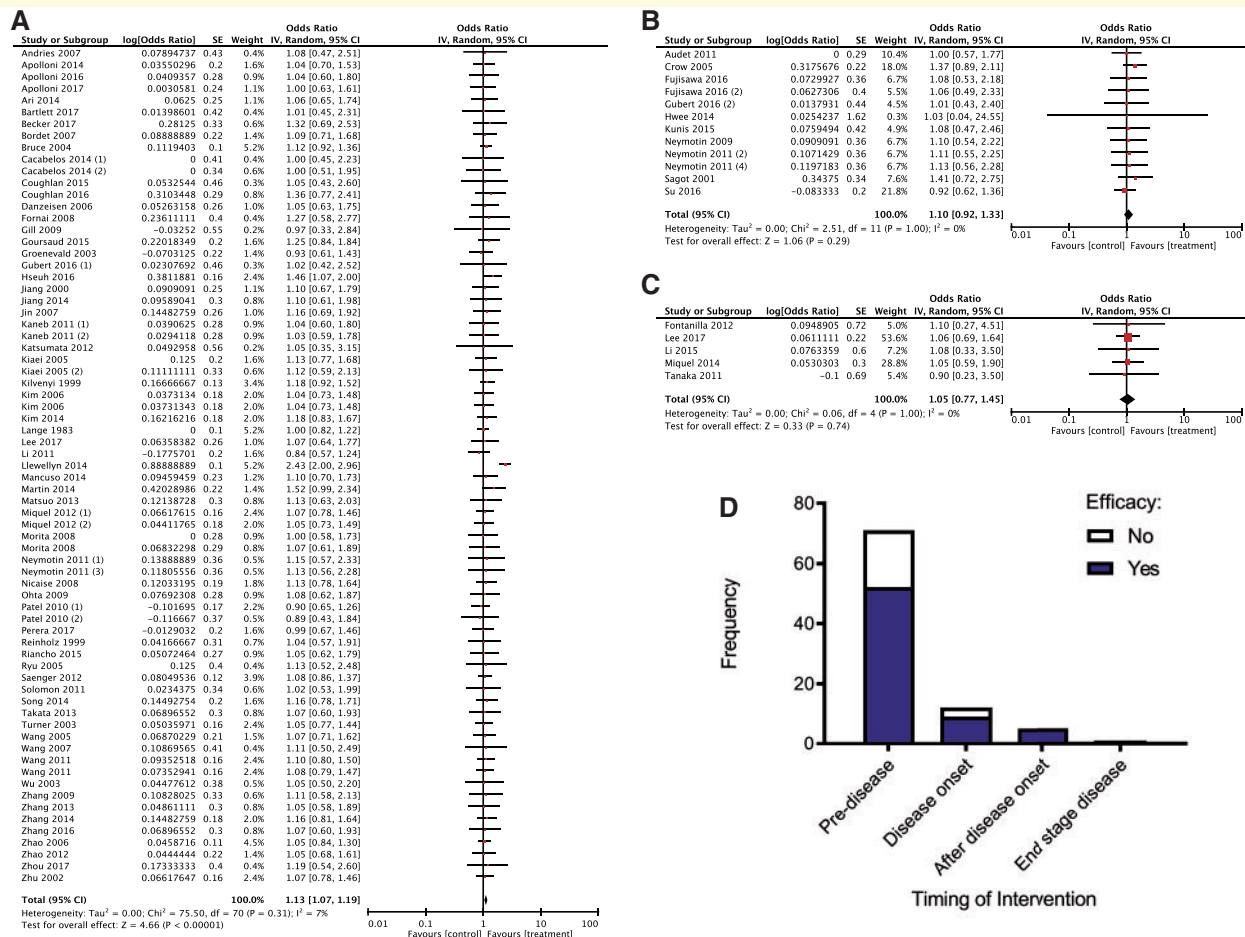 A
Odds Ratio Odds Ratio
Study or Subgroup log[Odds Ratio] SE Weight IV, Random, 95% CI IV, Random, 95% CI
Andries 2007 0.07894737 0.43 0.4% 1.08 [0.47, 2.51]
Apolloni 2014 0.03550296 0.2 1.6% 1.04 [0.70, 1.53]
Apolloni 2016 0.0409357 0.28 0.9% 1.04 [0.60, 1.80]
Apolloni 2017 0.0030581 0.24 1.1% 1.00 [0.63, 1.61]
Ari 2014 0.0625 0.25 1.1% 1.06 [0.65, 1.74]
Bartlett 2017 0.01398601 0.42 0.4% 1.01 [0.45, 2.31]
Becker 2017 0.28125 0.33 0.6% 1.32 [0.69, 2.53]
Bordet 2007 0.08888889 0.22 1.4% 1.09 [0.71, 1.68]
Bruce 2004 0.1119403 0.1 5.2% 1.12 [0.92, 1.36]
Cacabelos 2014 (1) 0 0.41 0.4% 1.00 [0.45, 2.23]
Cacabelos 2014 (2) 0 0.34 0.6% 1.00 [0.51, 1.95]
Coughlan 2015 0.0532544 0.46 0.3% 1.05 [0.43, 2.60]
Coughlan 2016 0.3103448 0.29 0.8% 1.36 [0.77, 2.41]
Danzeisen 2006 0.05263158 0.26 1.0% 1.05 [0.63, 1.75]
Fornai 2008 0.23611111 0.4 0.4% 1.27 [0.58, 2.77]
Gill 2009 -0.03252 0.55 0.2% 0.97 [0.33, 2.84]
Goursaud 2015 0.22018349 0.2 1.6% 1.25 [0.84, 1.84]
Groenevald 2003 -0.0703125 0.22 1.4% 0.93 [0.61, 1.43]
Gubert 2016 (1) 0.02307692 0.46 0.3% 1.02 [0.42, 2.52]
Hseuh 2016 0.3811881 0.16 2.4% 1.46 [1.07, 2.00]
Jiang 2000 0.0909091 0.25 1.1% 1.10 [0.67, 1.79]
Jiang 2014 0.09589041 0.3 0.8% 1.10 [0.61, 1.98]
Jin 2007 0.14482759 0.26 1.0% 1.16 [0.69, 1.92]
Kaneb 2011 (1) 0.0390625 0.28 0.9% 1.04 [0.60, 1.80]
Kaneb 2011 (2) 0.0294118 0.28 0.9% 1.03 [0.59, 1.78]
Katsumata 2012 0.0492958 0.56 0.2% 1.05 [0.35, 3.15]
Kiaei 2005 0.125 0.2 1.6% 1.13 [0.77, 1.68]
Kiaei 2005 (2) 0.11111111 0.33 0.6% 1.12 [0.59, 2.13]
Kilvenyi 1999 0.16666667 0.13 3.4% 1.18 [0.92, 1.52]
Kim 2006 0.0373134 0.18 2.0% 1.04 [0.73, 1.48]
Kim 2006 0.03731343 0.18 2.0% 1.04 [0.73, 1.48]
Kim 2014 0.16216216 0.18 2.0% 1.18 [0.83, 1.67]
Lange 1983 0 0.1 5.2% 1.00 [0.82, 1.22]
Lee 2017 0.06358382 0.26 1.0% 1.07 [0.64, 1.77]
Li 2011 -0.1775701 0.2 1.6% 0.84 [0.57, 1.24]
Llewellyn 2014 0.88888889 0.1 5.2% 2.43 [2.00, 2.96]
Mancuso 2014 0.09459459 0.23 1.2% 1.10 [0.70, 1.73]
Martin 2014 0.42028986 0.22 1.4% 1.52 [0.99, 2.34]
Matsuo 2013 0.12138728 0.3 0.8% 1.13 [0.63, 2.03]
Miquel 2012 (1) 0.06617615 0.16 2.4% 1.07 [0.78, 1.46]
Miquel 2012 (2) 0.04411765 0.18 2.0% 1.05 [0.73, 1.49]
Morita 2008 0 0.28 0.9% 1.00 [0.58, 1.73]
Morita 2008 0.06832298 0.29 0.8% 1.07 [0.61, 1.89]
Neymotin 2011 (1) 0.13888889 0.36 0.5% 1.15 [0.57, 2.33]
Neymotin 2011 (3) 0.11805556 0.36 0.5% 1.13 [0.56, 2.28]
Nicaise 2008 0.12033195 0.19 1.8% 1.13 [0.78, 1.64]
Ohta 2009 0.07692308 0.28 0.9% 1.08 [0.62, 1.87]
Patel 2010 (1) -0.101695 0.17 2.2% 0.90 [0.65, 1.26]
Patel 2010 (2) -0.116667 0.37 0.5% 0.89 [0.43, 1.84]
Perera 2017 -0.0129032 0.2 1.6% 0.99 [0.67, 1.46]
Reinholz 1999 0.04166667 0.31 0.7% 1.04 [0.57, 1.91]
Riancho 2015 0.05072464 0.27 0.9% 1.05 [0.62, 1.79]
Ryu 2005 0.125 0.4 0.4% 1.13 [0.52, 2.48]
Saenger 2012 0.08049536 0.12 3.9% 1.08 [0.86, 1.37]
Solomon 2011 0.0234375 0.34 0.6% 1.02 [0.53, 1.99]
Song 2014 0.14492754 0.2 1.6% 1.16 [0.78, 1.71]
Takata 2013 0.06896552 0.3 0.8% 1.07 [0.60, 1.93]
Turner 2003 0.05035971 0.16 2.4% 1.05 [0.77, 1.44]
Wang 2005 0.06870229 0.21 1.5% 1.07 [0.71, 1.62]
Wang 2007 0.10869565 0.41 0.4% 1.11 [0.50, 2.49]
Wang 2011 0.09352518 0.16 2.4% 1.10 [0.80, 1.50]
Wang 2011 0.07352941 0.16 2.4% 1.08 [0.79, 1.47]
Wu 2003 0.04477612 0.38 0.5% 1.05 [0.50, 2.20]
Zhang 2009 0.10828025 0.33 0.6% 1.11 [0.58, 2.13]
Zhang 2013 0.04861111 0.3 0.8% 1.05 [0.58, 1.89]
Zhang 2014 0.14482759 0.18 2.0% 1.16 [0.81, 1.64]
Zhang 2016 0.06896552 0.3 0.8% 1.07 [0.60, 1.93]
Zhao 2006 0.0458716 0.11 4.5% 1.05 [0.84, 1.30]
Zhao 2012 0.0444444 0.22 1.4% 1.05 [0.68, 1.61]
Zhou 2017 0.17333333 0.4 0.4% 1.19 [0.54, 2.60]
Zhu 2002 0.06617647 0.16 2.4% 1.07 [0.78, 1.46]
Total (95% CI) 100.0% 1.13 [1.07, 1.19]
Heterogeneity: Tau² = 0.00; Chi² = 75.50, df = 70 (P = 0.31); I² = 7%
Test for overall effect: Z = 4.66 (P < 0.00001)
0.01 0.1 1 10 100
Favours [control] Favours [treatment]
B
Odds Ratio Odds Ratio
Study or Subgroup log[Odds Ratio] SE Weight IV, Random, 95% CI IV, Random, 95% CI
Audet 2011 0 0.29 10.4% 1.00 [0.57, 1.77]
Crow 2005 0.3175676 0.22 18.0% 1.37 [0.89, 2.11]
Fujisawa 2016 0.0729927 0.36 6.7% 1.08 [0.53, 2.18]
Fujisawa 2016 (2) 0.0627306 0.4 5.5% 1.06 [0.49, 2.33]
Gubert 2016 (2) 0.0137931 0.44 4.5% 1.01 [0.43, 2.40]
Hwee 2014 0.0254237 1.62 0.3% 1.03 [0.04, 24.55]
Kunis 2015 0.0759494 0.42 4.9% 1.08 [0.47, 2.46]
Neymotin 2009 0.0909091 0.36 6.7% 1.10 [0.54, 2.22]
Neymotin 2011 (2) 0.1071429 0.36 6.7% 1.11 [0.55, 2.25]
Neymotin 2011 (4) 0.1197183 0.36 6.7% 1.13 [0.56, 2.28]
Sagot 2001 0.34375 0.34 7.6% 1.41 [0.72, 2.75]
Su 2016 -0.083333 0.2 21.8% 0.92 [0.62, 1.36]
Total (95% CI) 100.0% 1.10 [0.92, 1.33]
Heterogeneity: Tau² = 0.00; Chi² = 2.51, df = 11 (P = 1.00); I² = 0%
Test for overall effect: Z = 1.06 (P = 0.29)
0.01 0.1 1 10 100
Favours [control] Favours [treatment]
C
Odds Ratio Odds Ratio
Study or Subgroup log[Odds Ratio] SE Weight IV, Random, 95% CI IV, Random, 95% CI
Fontanilla 2012 0.0948905 0.72 5.0% 1.10 [0.27, 4.51]
Lee 2017 0.0611111 0.22 53.6% 1.06 [0.69, 1.64]
Li 2015 0.0763359 0.6 7.2% 1.08 [0.33, 3.50]
Miquel 2014 0.0530303 0.3 28.8% 1.05 [0.59, 1.90]
Tanaka 2011 -0.1 0.69 5.4% 0.90 [0.23, 3.50]
Total (95% CI) 100.0% 1.05 [0.77, 1.45]
Heterogeneity: Tau² = 0.00; Chi² = 0.06, df = 4 (P = 1.00); I² = 0%
Test for overall effect: Z = 0.33 (P = 0.74)
0.01 0.1 1 10 100
Favours [control] Favours [treatment]
D
Efficacy:
No
Yes
Frequency
80
60
40
20
0
Pre-disease
Disease onset
After disease onset
End stage disease
Timing of Intervention